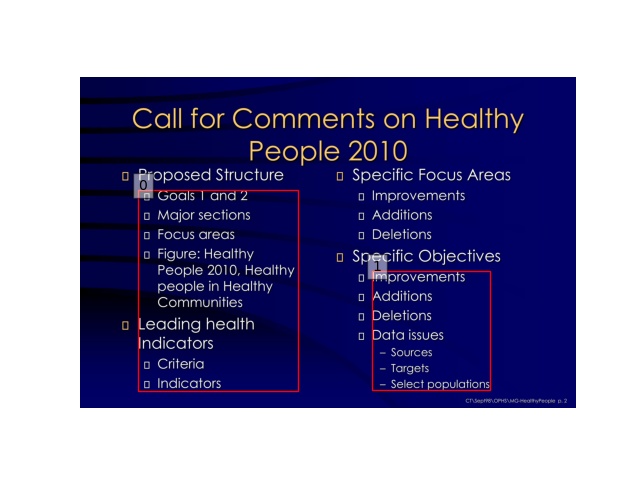 Call for Comments on Healthy
People 2010
Proposed Structure
Goals 1 and 2
Major sections
Focus areas
Figure: Healthy
People 2010, Healthy
people in Healthy
Communities
Leading health
Indicators
Criteria
Indicators
Specific Focus Areas
Improvements
Additions
Deletions
Specific Objectives
Improvements
Additions
Deletions
Data issues
– Sources
– Targets
– Select populations
0
1
CT\Sept98\OPHS\MG-HealthyPeople p. 2